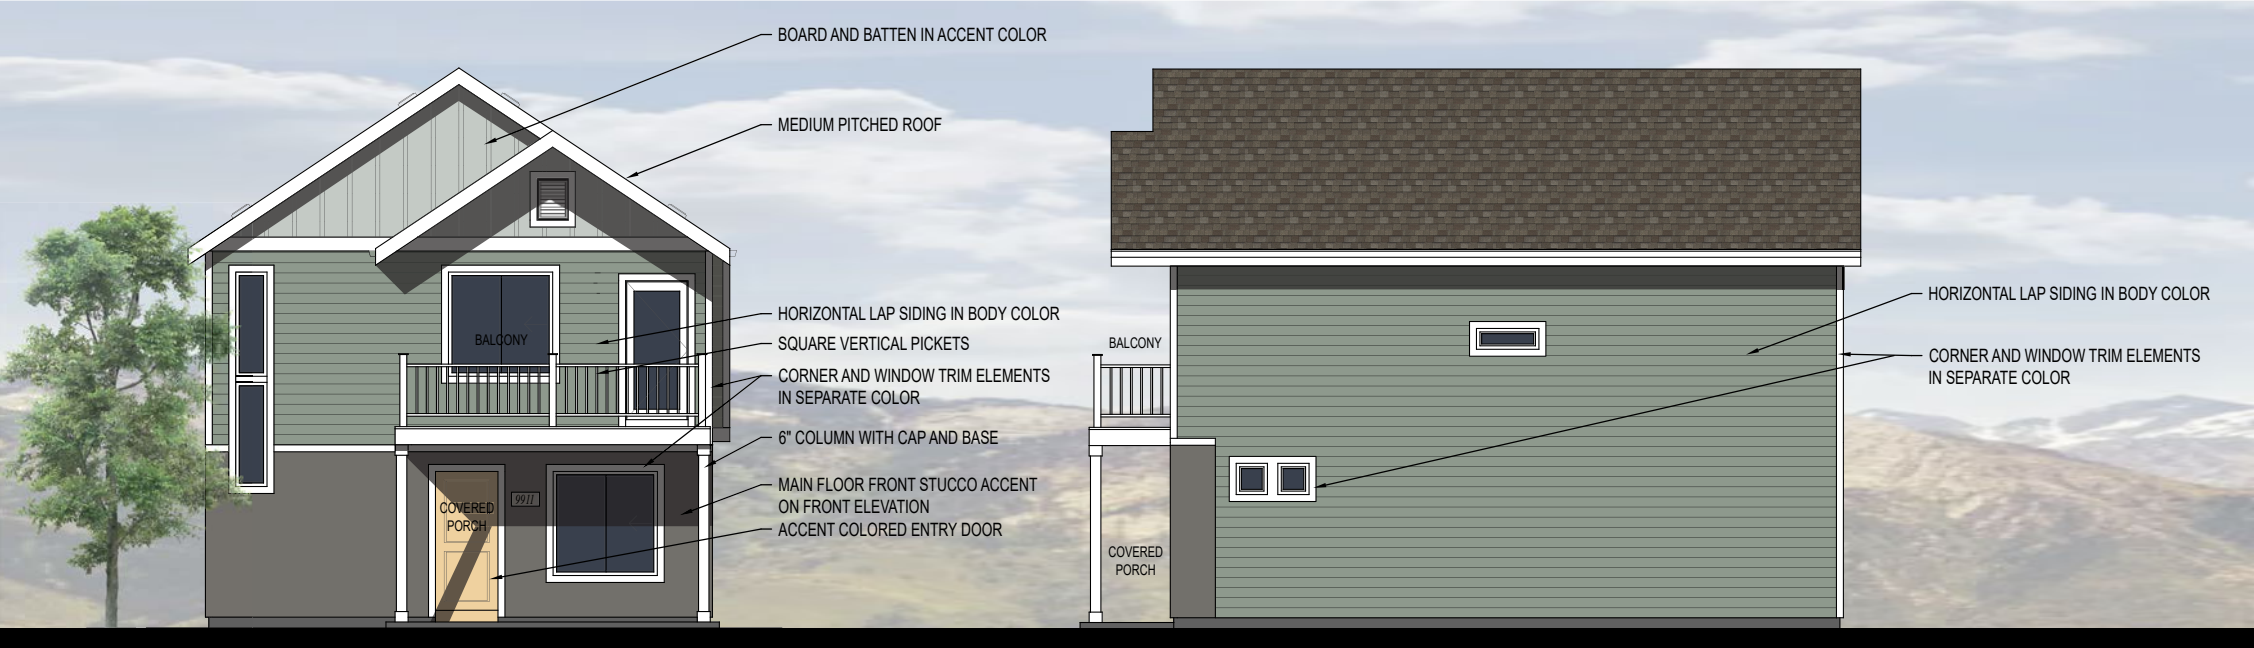 BOARD AND BATTEN IN ACCENT COLOR
MEDIUM PITCHED ROOF
HORIZONTAL LAP SIDING IN BODY COLOR
SQUARE VERTICAL PICKETS
CORNER AND WINDOW TRIM ELEMENTS
IN SEPARATE COLOR
6" COLUMN WITH CAP AND BASE
MAIN FLOOR FRONT STUCCO ACCENT
ON FRONT ELEVATION
ACCENT COLORED ENTRY DOOR
BALCONY
COVERED
PORCH
9911
BALCONY
COVERED
PORCH
HORIZONTAL LAP SIDING IN BODY COLOR
CORNER AND WINDOW TRIM ELEMENTS
IN SEPARATE COLOR